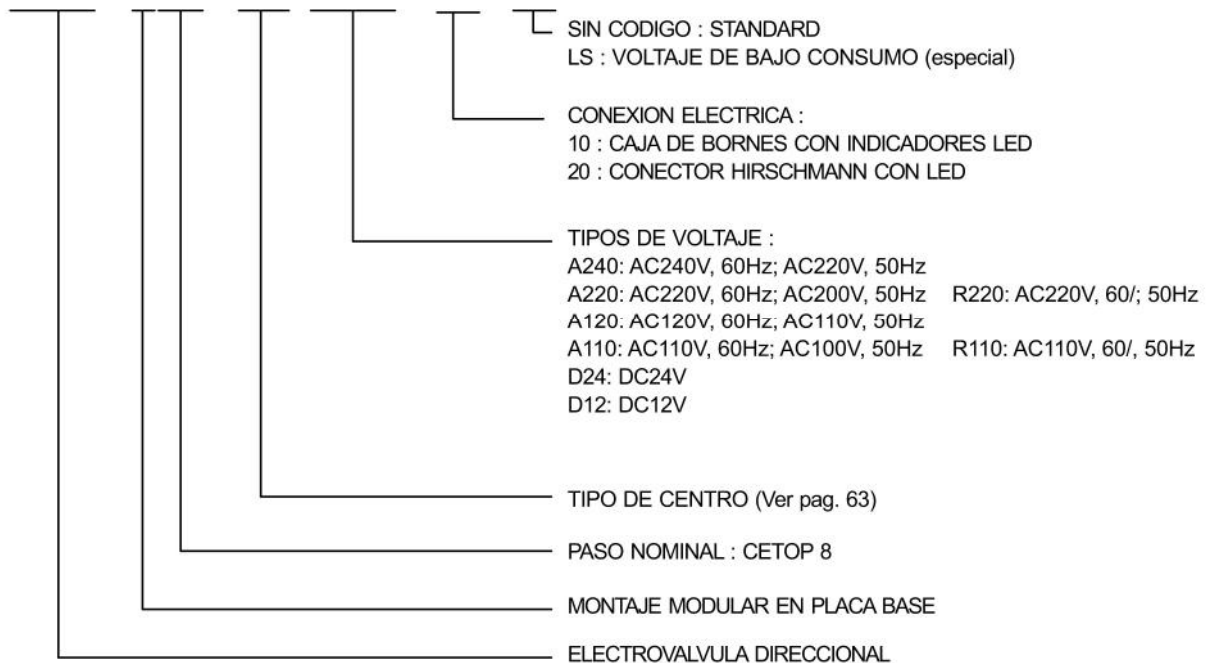 SIN CODIGO : STANDARD
LS : VOLTAJE DE BAJO CONSUMO (especial)
CONEXION ELECTRICA :
10 : CAJA DE BORNES CON INDICADORES LED
20 : CONECTOR HIRSCHMANN CON LED
TIPOS DE VOLTAJE :
A240: AC240V, 60Hz; AC220V, 50Hz
A220: AC220V, 60Hz; AC200V, 50Hz R220: AC220V, 60/; 50Hz
A120: AC120V, 60Hz; AC110V, 50Hz
A110: AC110V, 60Hz; AC100V, 50Hz R110: AC110V, 60/, 50Hz
D24: DC24V
D12: DC12V
TIPO DE CENTRO (Ver pag. 63)
PASO NOMINAL : CETOP 8
MONTAJE MODULAR EN PLACA BASE
ELECTROVALVULA DIRECCIONAL